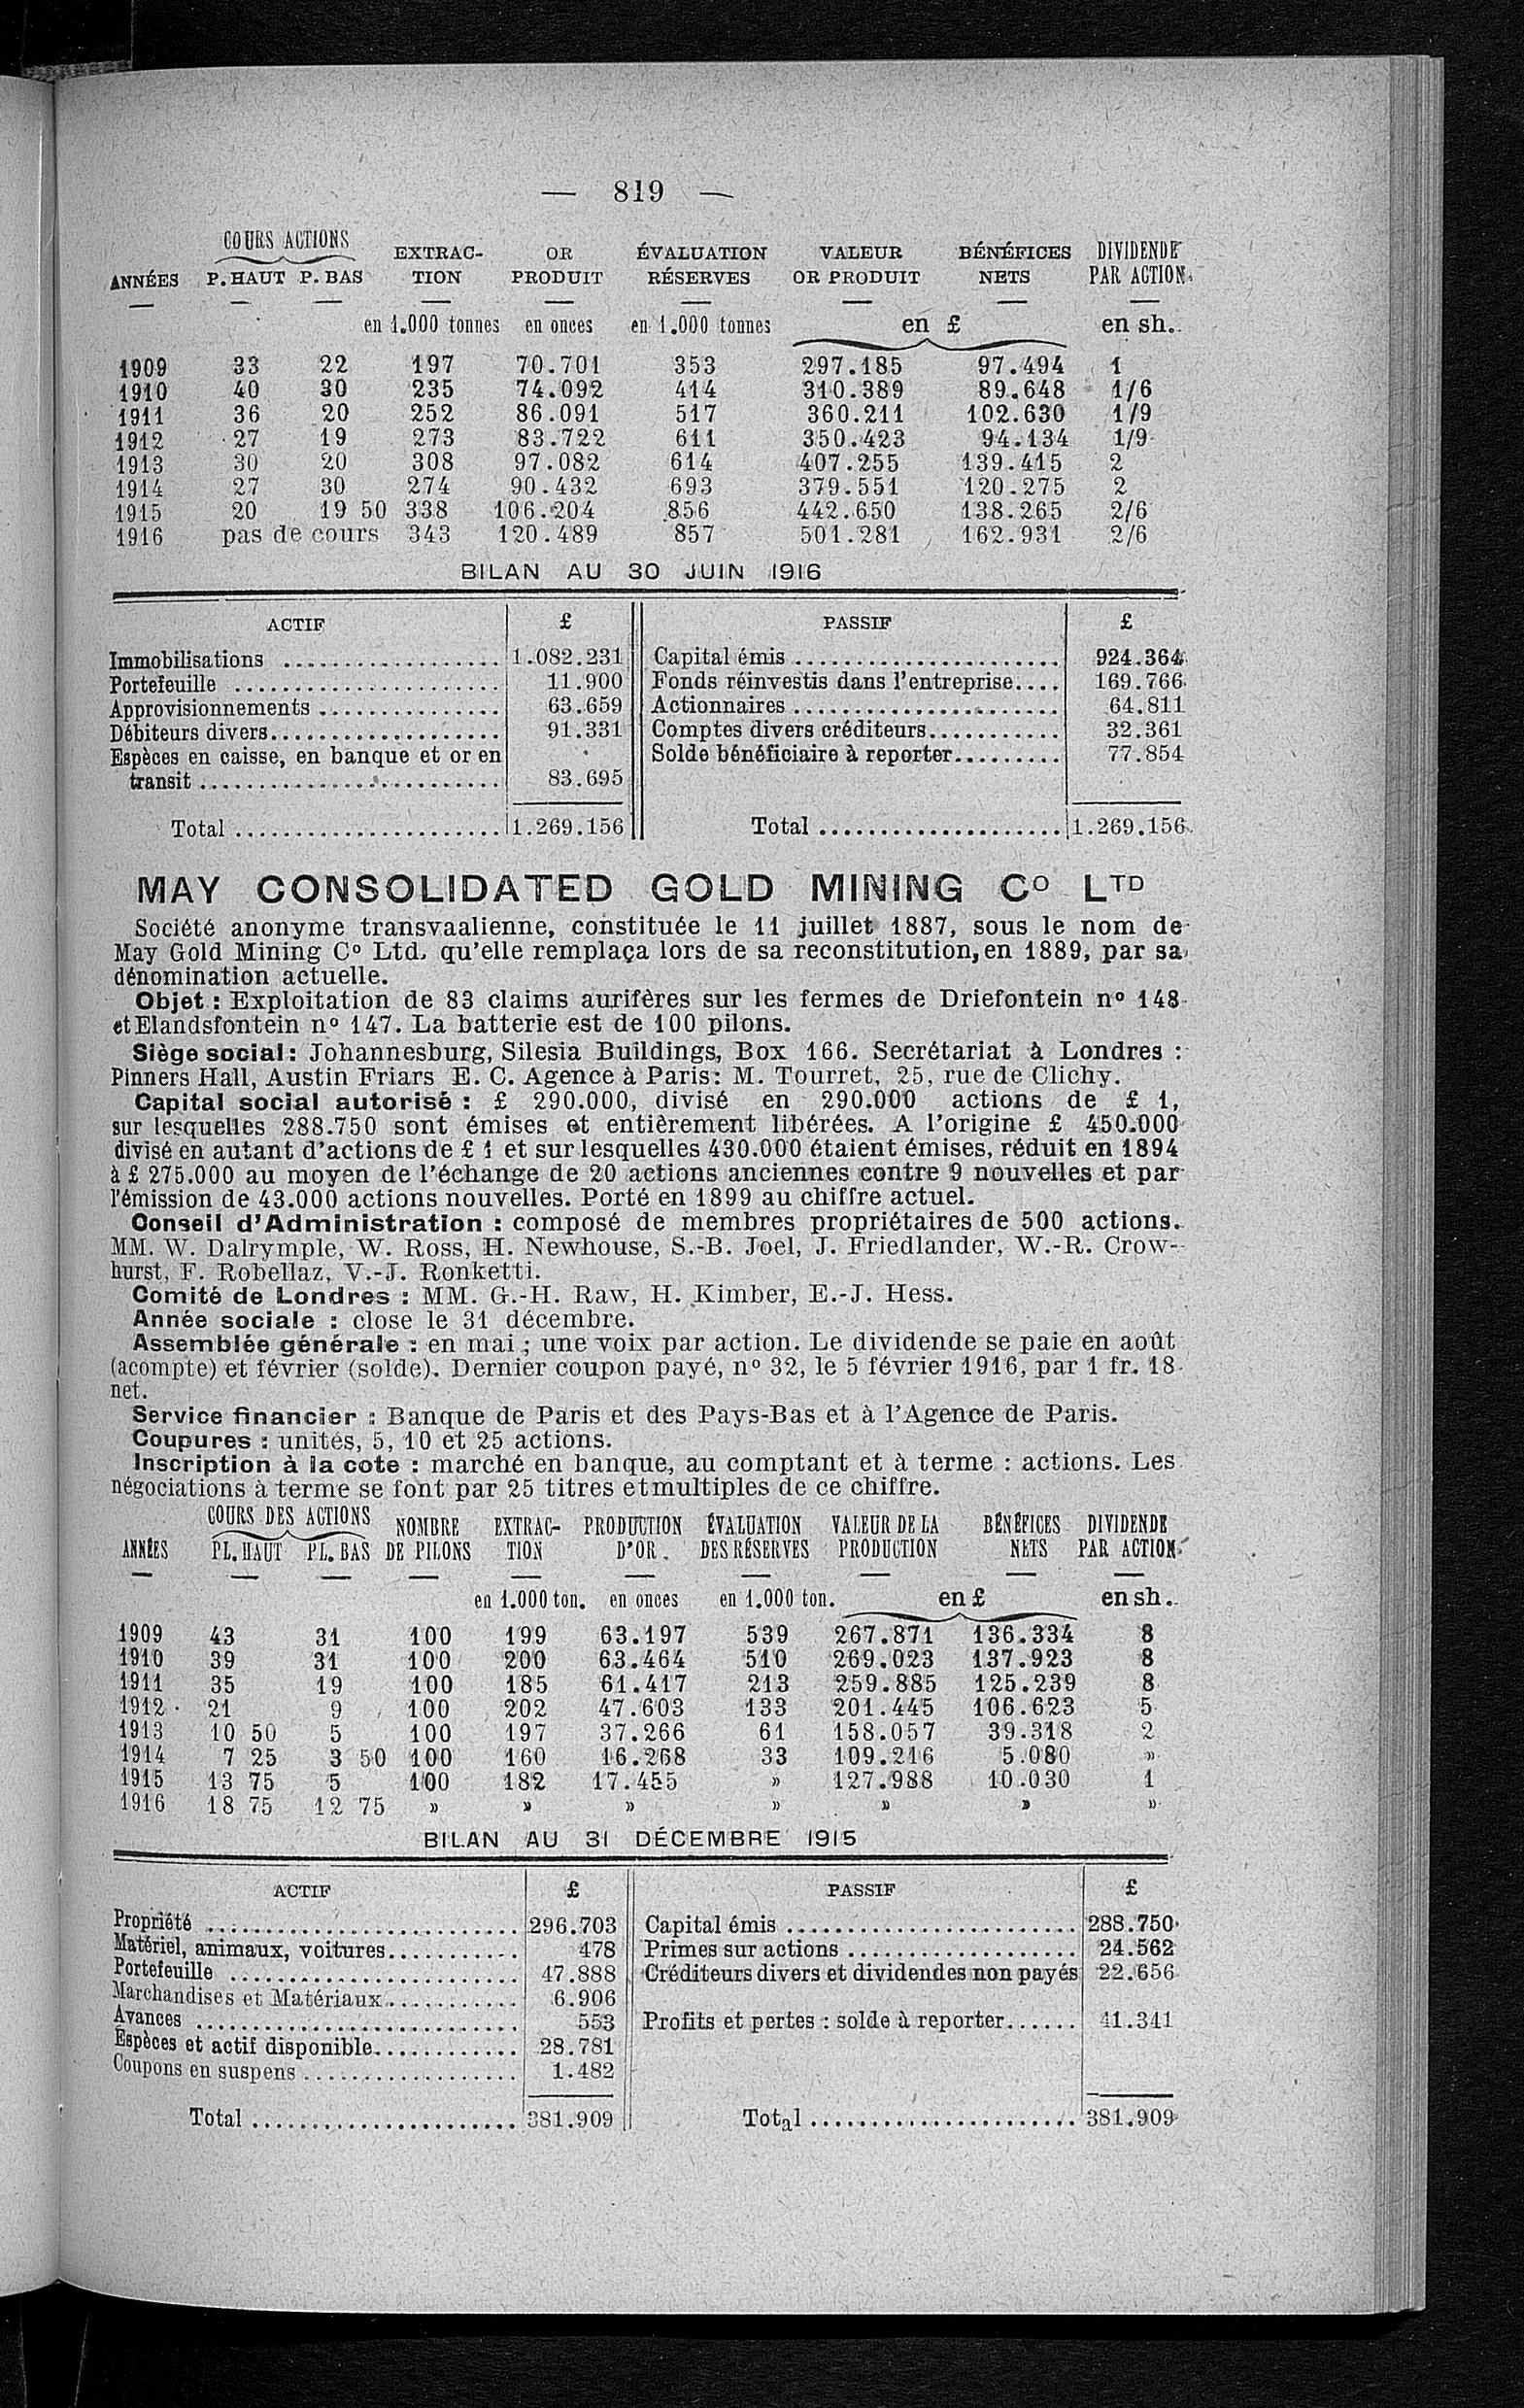 — 819 —
COURS ACTIONS EXTRAC- OR ÉVALUATION VALEUR BÉNÉFICES DIVIDENDE
ANNÉES P. HAUT P. BAS TION PRODUIT RÉSERVES OR PRODUIT NETS PAR ACTION
en 1.000 tonnes en onces en 1.000 tonnes en £ en sh.
1909 33 22 197 70.701 353 297.185 97.494 1
1910 40 30 235 74.092 414 310.389 89.648 1/6
1911 36 20 252 86.091 517 360.211 102.630 1/9
1912 27 19 273 83.722 611 350.423 94.134 1/9
1913 30 20 308 97.082 614 407.255 139.415 2
1914 27 30 274 90.432 693 379.551 120.275 2
1915 20 19 50 338 106.204 856 442.650 138.265 2/6
1916 pas de cours 343 120.489 857 501.281 162.931 2/6
BILAN AU 30 JUIN 1916
ACTIF £ PASSIF £
Immobilisations .................. 1.082.231 Capital émis ...................... 924.364
Portefeuille ...................... 11.900 Fonds réinvestis dans l'entreprise.... 169.766
Approvisionnements ............... 63.659 Actionnaires ...................... 64.811
Débiteurs divers................... 91.331 Comptes divers créditeurs........... 32.361
Espèces en caisse, en banque et or en Solde bénéficiaire à reporter......... 77.854
transit ......................... 83.695
Total ...................... 1.269.156 Total .................... 1.269.156
MAY CONSOLIDATED GOLD MINING Cº LTD
Société anonyme transvaalienne, constituée le 11 juillet 1887, sous le nom de
May Gold Mining Cº Ltd, qu'elle remplaça lors de sa reconstitution, en 1889, par sa
dénomination actuelle.
Objet : Exploitation de 83 claims aurifères sur les fermes de Driefontein nº 148
et Elandsfontein nº 147. La batterie est de 100 pilons.
Siège social : Johannesburg, Silesia Buildings, Box 166. Secrétariat à Londres :
Pinners Hall, Austin Friars E. C. Agence à Paris : M. Tourret, 25, rue de Clichy.
Capital social autorisé : £ 290.000, divisé en 290.000 actions de £ 1,
sur lesquelles 288.750 sont émises et entièrement libérées. A l'origine £ 450.000
divisé en autant d'actions de £ 1 et sur lesquelles 430.000 étaient émises, réduit en 1894
à £ 275.000 au moyen de l'échange de 20 actions anciennes contre 9 nouvelles et par
l'émission de 43.000 actions nouvelles. Porté en 1899 au chiffre actuel.
Conseil d'Administration : composé de membres propriétaires de 500 actions.
MM. W. Dalrymple, W. Ross, H. Newhouse, S.-B. Joel, J. Friedlander, W.-R. Crow-
hurst, F. Robellaz, V.-J. Ronketti.
Comité de Londres : MM. G.-H. Raw, H. Kimber, E.-J. Hess.
Année sociale : close le 31 décembre.
Assemblée générale : en mai ; une voix par action. Le dividende se paie en août
(acompte) et février (solde). Dernier coupon payé, nº 32, le 5 février 1916, par 1 fr. 18
net.
Service financier : Banque de Paris et des Pays-Bas et à l'Agence de Paris.
Coupures : unités, 5, 10 et 25 actions.
Inscription à la cote : marché en banque, au comptant et à terme : actions. Les
négociations à terme se font par 25 titres et multiples de ce chiffre.
COURS DES ACTIONS NOMBRE EXTRAC- PRODUCTION ÉVALUATION VALEUR DE LA BÉNÉFICES DIVIDENDE
ANNÉES PL. HAUT PL. BAS DE PILONS TION D'OR. DES RÉSERVES PRODUCTION NETS PAR ACTION
en 1.000 ton. en onces en 1.000 ton. en £ en sh.
1909 43 31 100 199 63.197 539 267.871 136.334 8
1910 39 31 100 200 63.464 510 269.023 137.923 8
1911 35 19 100 185 61.417 213 259.885 125.239 8
1912 21 9 100 202 47.603 133 201.445 106.623 5
1913 10 50 5 100 197 37.266 61 158.057 39.318 2
1914 7 25 3 50 100 160 16.268 33 109.216 5.080 »
1915 13 75 5 100 182 17.455 » 127.988 10.030 1
1916 18 75 12 75 » » » » » » »
BILAN AU 31 DÉCEMBRE 1915
ACTIF £ PASSIF £
Propriété .......................... 296.703 Capital émis ........................ 288.750
Matériel, animaux, voitures........... 478 Primes sur actions ................... 24.562
Portefeuille ........................ 47.888 Créditeurs divers et dividendes non payés 22.656
Marchandises et Matériaux........... 6.906
Avances ........................... 553 Profits et pertes : solde à reporter...... 41.341
Espèces et actif disponible............ 28.781
Coupons en suspens .................. 1.482
Total ...................... 381.909 Total ...................... 381.909